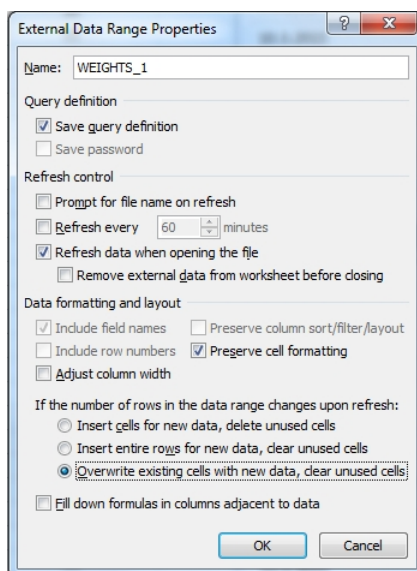 External Data Range Properties
?
X
Name: WEIGHTS_1
Query definition
Save query definition
Save password
Refresh control
Prompt for file name on refresh
Refresh every 60 minutes
Refresh data when opening the file
Remove external data from worksheet before closing
Data formatting and layout
Include field names Preserve column sort/filter/layout
Include row numbers Preserve cell formatting
Adjust column width
If the number of rows in the data range changes upon refresh:
Insert cells for new data, delete unused cells
Insert entire rows for new data, clear unused cells
Overwrite existing cells with new data, clear unused cells
Fill down formulas in columns adjacent to data
OK Cancel